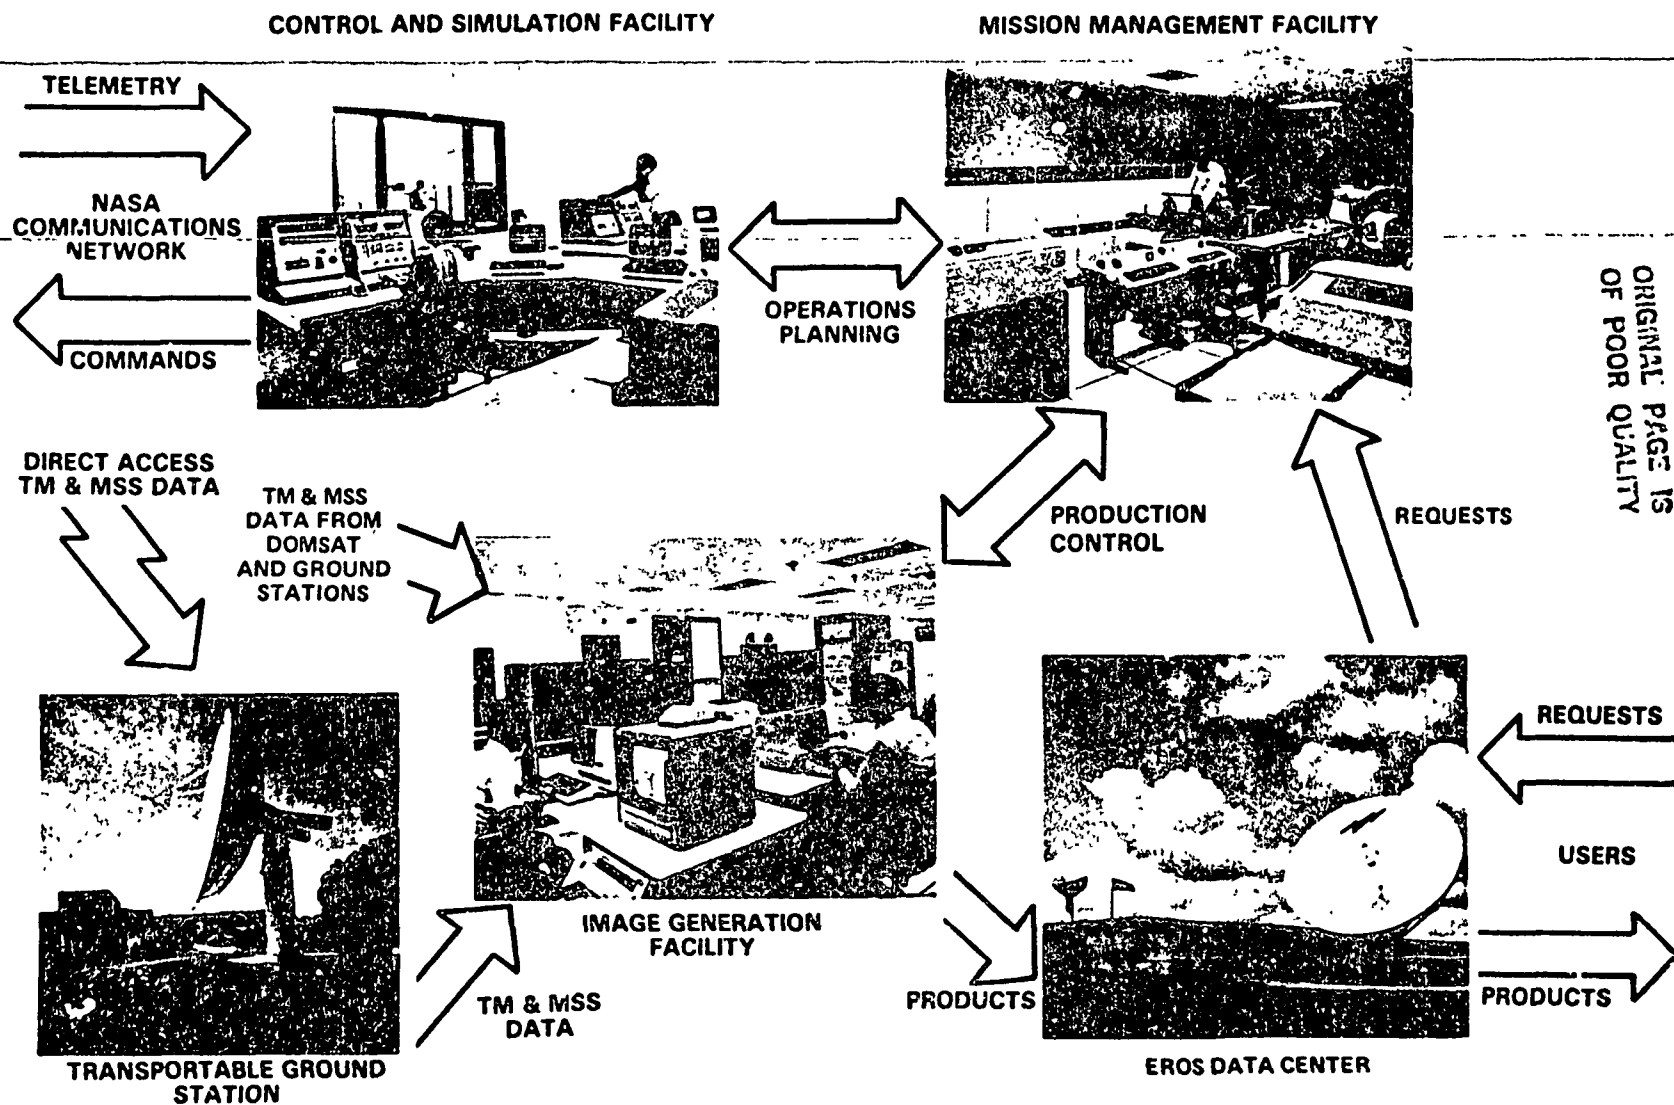 CONTROL AND SIMULATION FACILITY
MISSION MANAGEMENT FACILITY
TELEMETRY
NASA
COMMUNICATIONS
NETWORK
COMMANDS
OPERATIONS
PLANNING
ORIGINAL PAGE IS
OF POOR QUALITY
DIRECT ACCESS
TM & MSS DATA
TM & MSS
DATA FROM
DOMSAT
AND GROUND
STATIONS
PRODUCTION
CONTROL
REQUESTS
REQUESTS
USERS
IMAGE GENERATION
FACILITY
PRODUCTS
PRODUCTS
TM & MSS
DATA
TRANSPORTABLE GROUND
STATION
EROS DATA CENTER